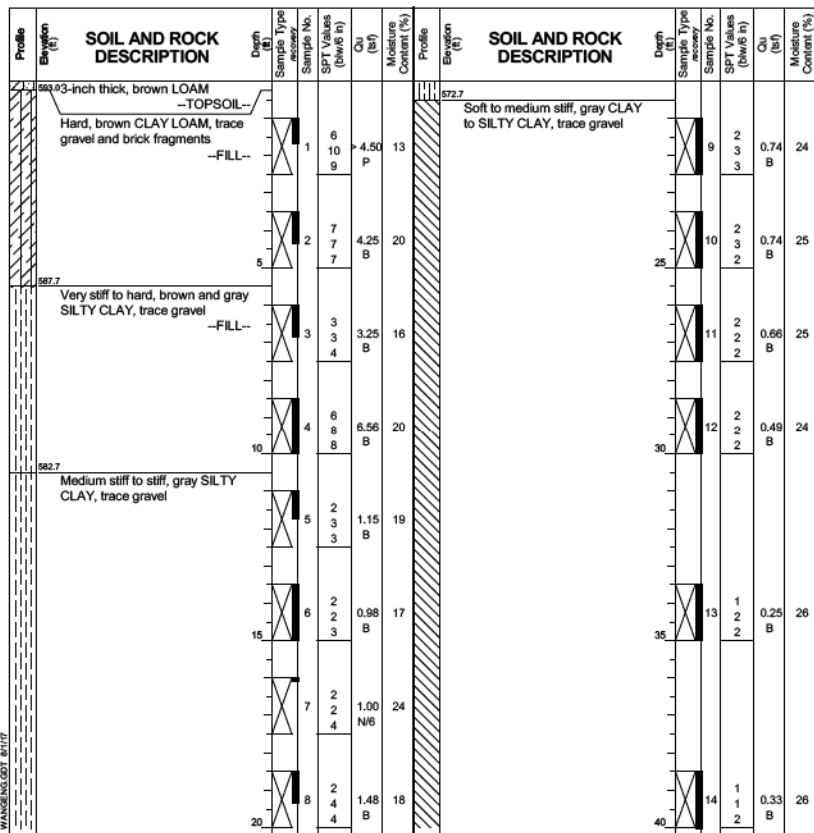 Profile
Elevation (ft)
SOIL AND ROCK DESCRIPTION
Depth (ft)
Sample Type
recovery
Sample No.
SPT Values (blw/6 in)
Qu (tsf)
Moisture Content (%)
593.0 3-inch thick, brown LOAM
--TOPSOIL--
Hard, brown CLAY LOAM, trace
gravel and brick fragments
--FILL--
1 6 10 9 > 4.50 P 13
2 7 7 7 4.25 B 20
5
587.7
Very stiff to hard, brown and gray
SILTY CLAY, trace gravel
--FILL--
3 3 3 4 3.25 B 16
4 6 8 8 6.56 B 20
10
582.7
Medium stiff to stiff, gray SILTY
CLAY, trace gravel
5 2 3 3 1.15 B 19
6 2 2 3 0.98 B 17
15
7 2 2 4 1.00 N/6 24
8 2 4 4 1.48 B 18
20
Profile
Elevation (ft)
SOIL AND ROCK DESCRIPTION
Depth (ft)
Sample Type
recovery
Sample No.
SPT Values (blw/6 in)
Qu (tsf)
Moisture Content (%)
572.7
Soft to medium stiff, gray CLAY
to SILTY CLAY, trace gravel
9 2 3 3 0.74 B 24
10 2 3 2 0.74 B 25
25
11 2 2 2 0.66 B 25
12 2 2 2 0.49 B 24
30
13 1 2 2 0.25 B 26
35
14 1 1 2 0.33 B 26
40
WANGENG.GDT 8/1/17